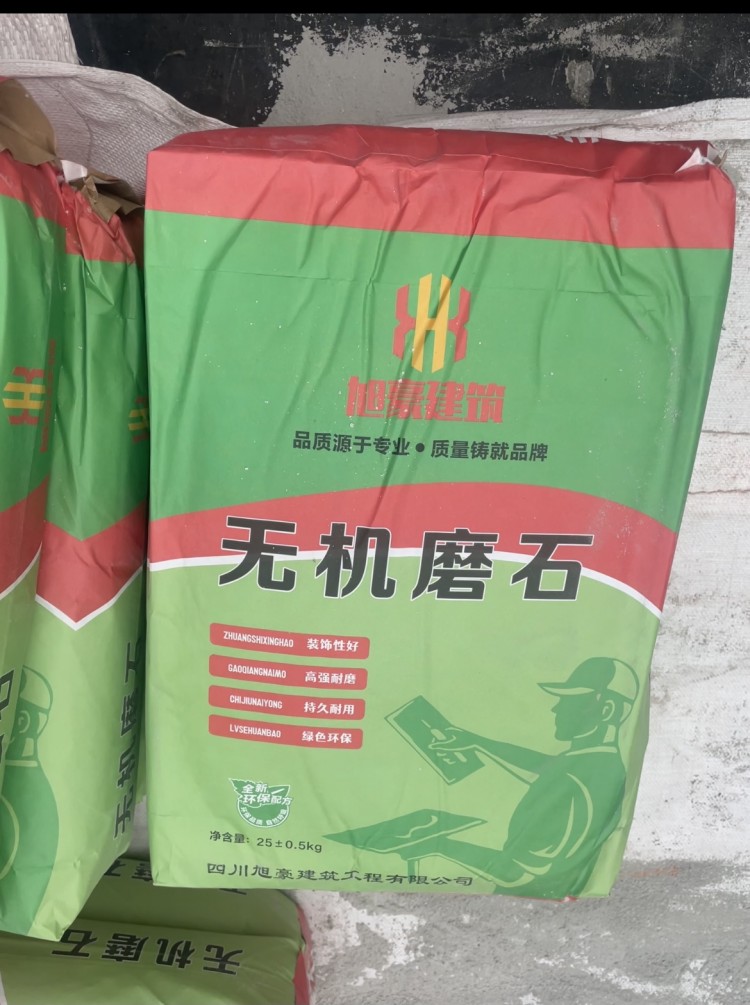 旭豪建筑
品质源于专业●质量铸就品牌
无机磨石
ZHUANGSHIXINGHAO 装饰性好
GAOQIANGNAIMO 高强耐磨
CHIJIUNAIYONG 持久耐用
LVSEHUANBAO 绿色环保
全新
环保配方
净含量: 25±0.5kg
四川旭豪建筑工程有限公司
无机磨石
无机磨石